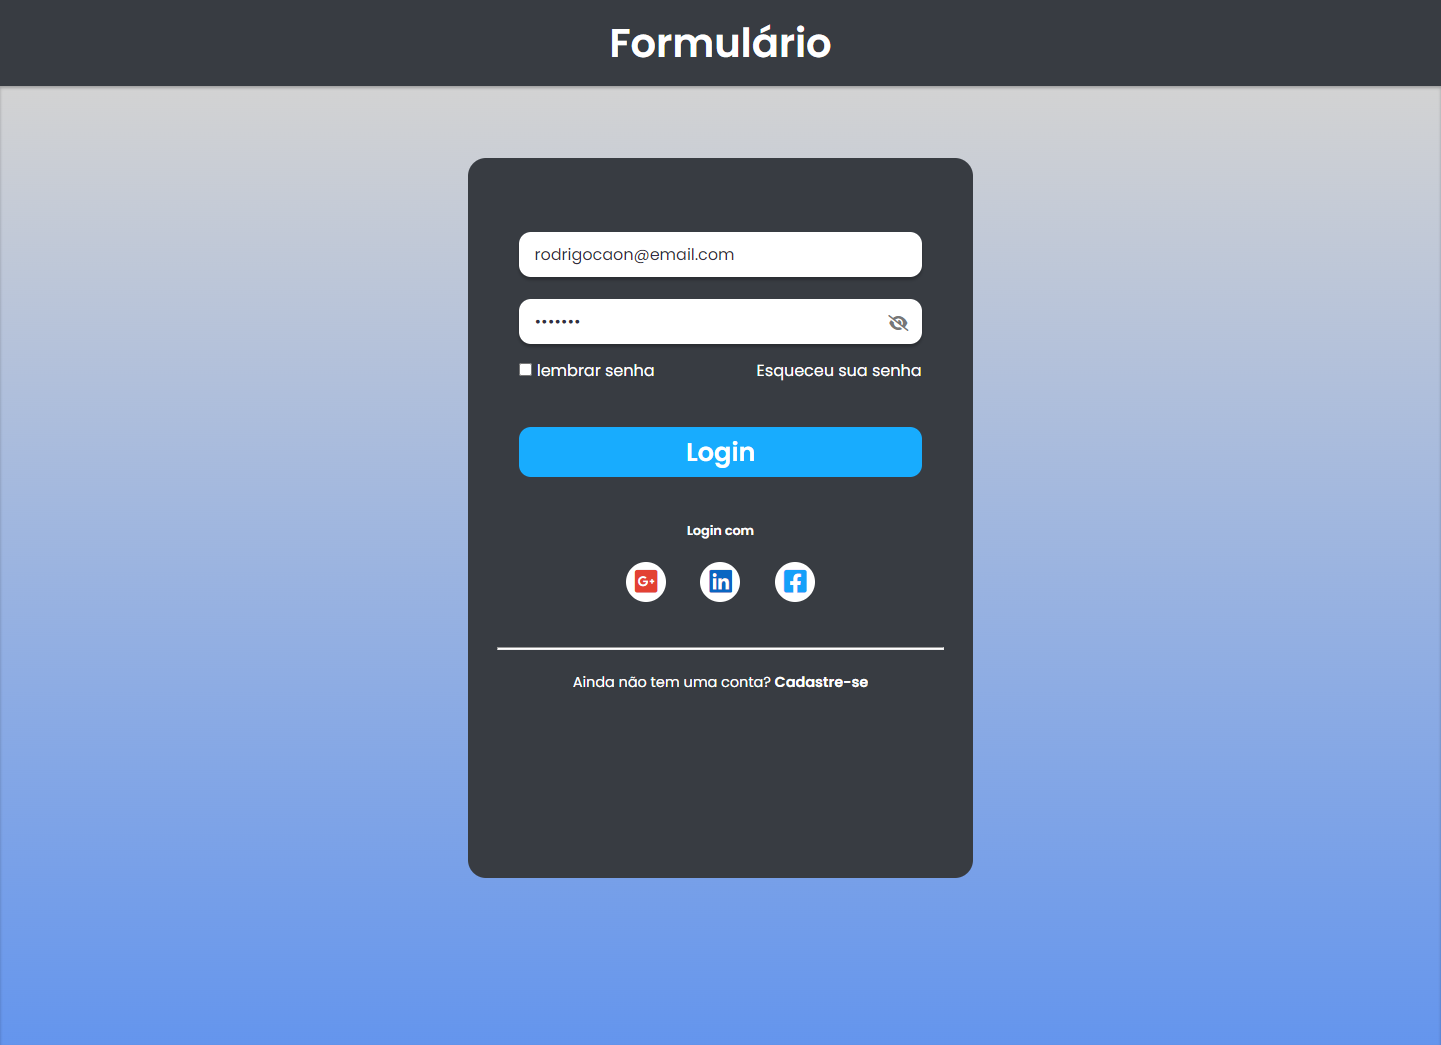 Formulário
rodrigocaon@email.com
•••••••
lembrar senha
Esqueceu sua senha
Login
Login com
G+ in f
Ainda não tem uma conta? Cadastre-se